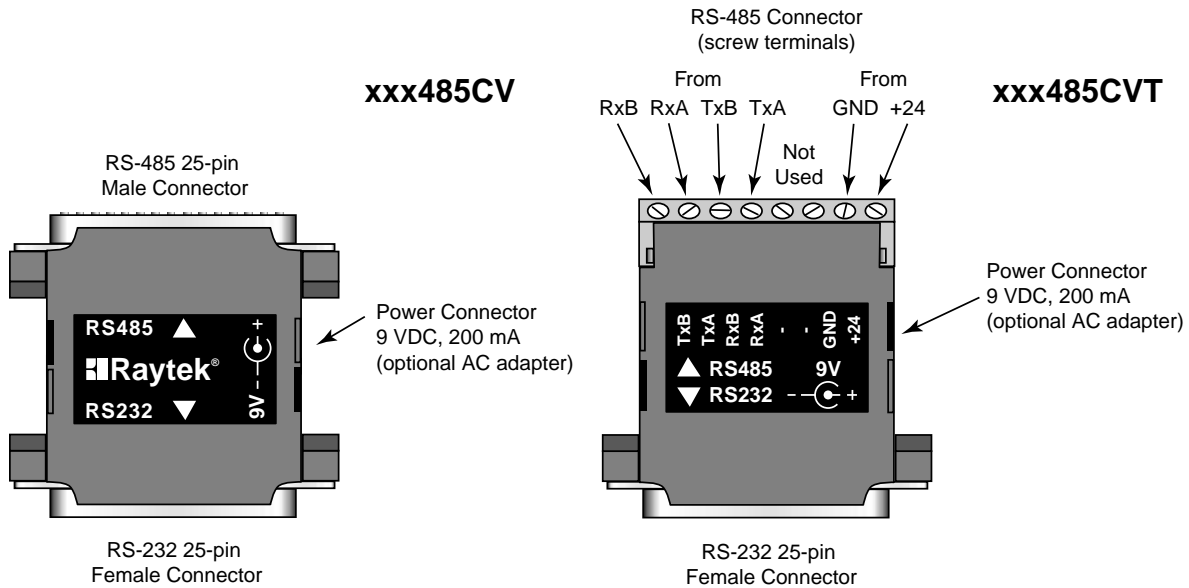 RS-485 Connector
(screw terminals)
From
From
xxx485CV
xxx485CVT
RxB RxA TxB TxA
GND +24
Not
Used
RS-485 25-pin
Male Connector
Power Connector
9 VDC, 200 mA
(optional AC adapter)
Power Connector
9 VDC, 200 mA
(optional AC adapter)
RS485 ▲
Raytek®
RS232 ▼
9V - +
TxB TxA RxB RxA - - GND +24
▲ RS485 9V
▼ RS232 - +
RS-232 25-pin
Female Connector
RS-232 25-pin
Female Connector